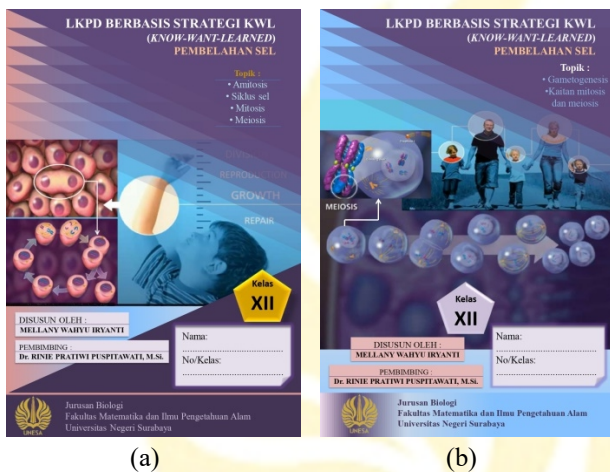 LKPD BERBASIS STRATEGI KWL
(KNOW-WANT-LEARNED)
PEMBELAHAN SEL
Topik :
• Amitosis
• Siklus sel
• Mitosis
• Meiosis
REPRODUCTION
GROWTH
REPAIR
Kelas
XII
DISUSUN OLEH :
MELLANY WAHYU IRYANTI
PEMBIMBING :
Dr. RINIE PRATIWI PUSPITAWATI, M.Si.
Nama:
No/Kelas:
UNESA
Jurusan Biologi
Fakultas Matematika dan Ilmu Pengetahuan Alam
Universitas Negeri Surabaya
(a)
LKPD BERBASIS STRATEGI KWL
(KNOW-WANT-LEARNED)
PEMBELAHAN SEL
Topik :
• Gametogenesis
• Kaitan mitosis
dan meiosis
MEIOSIS
Kelas
XII
DISUSUN OLEH :
MELLANY WAHYU IRYANTI
PEMBIMBING :
Dr. RINIE PRATIWI PUSPITAWATI, M.Si.
Nama:
No/Kelas:
UNESA
Jurusan Biologi
Fakultas Matematika dan Ilmu Pengetahuan Alam
Universitas Negeri Surabaya
(b)